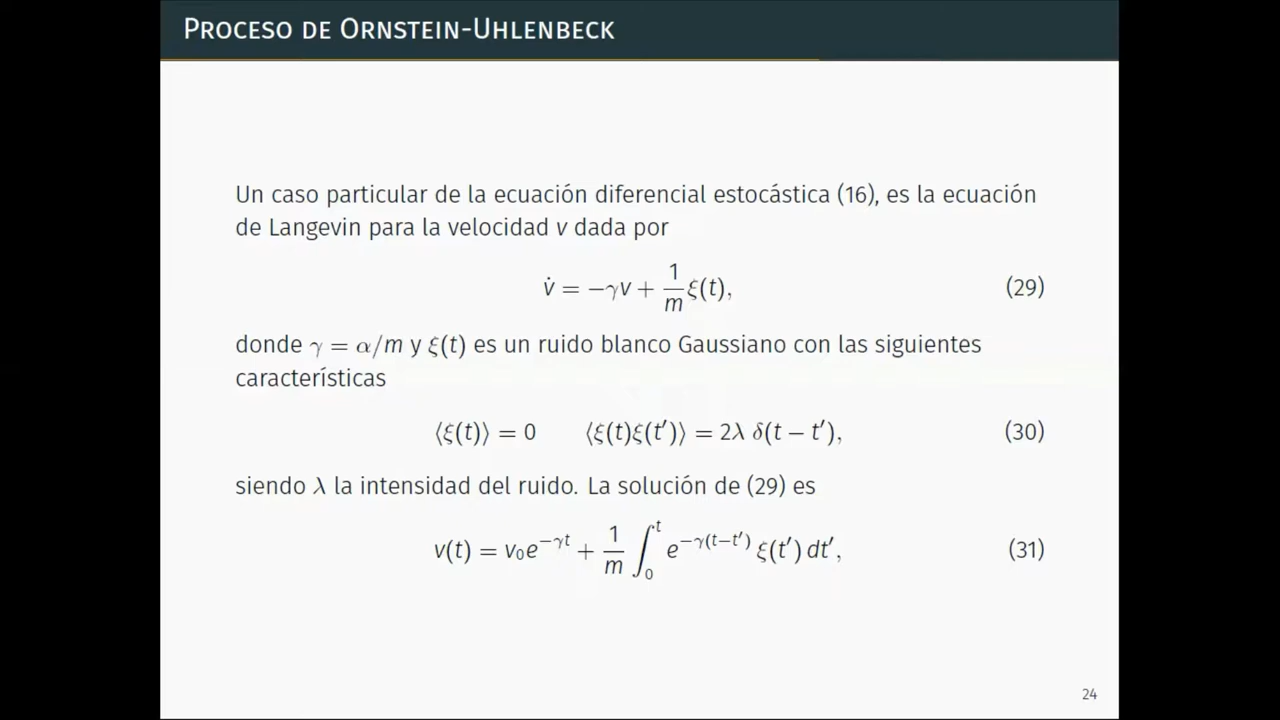 Proceso de Ornstein-Uhlenbeck
Un caso particular de la ecuación diferencial estocástica (16), es la ecuación
de Langevin para la velocidad v dada por
v̇ = −γv + 1/m ξ(t), (29)
donde γ = α/m y ξ(t) es un ruido blanco Gaussiano con las siguientes
características
⟨ξ(t)⟩ = 0 ⟨ξ(t)ξ(t′)⟩ = 2λ δ(t − t′), (30)
siendo λ la intensidad del ruido. La solución de (29) es
v(t) = v₀e^{−γt} + 1/m ∫₀^t e^{−γ(t−t′)} ξ(t′) dt′, (31)
24